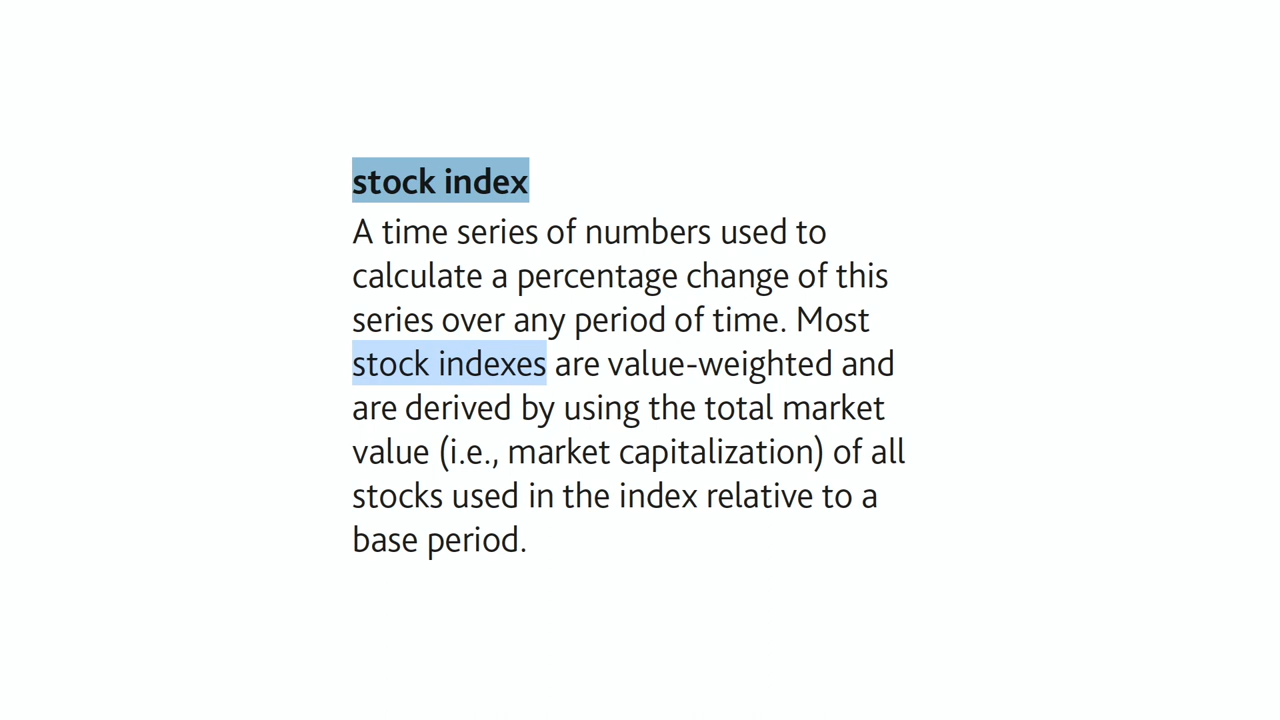 stock index
A time series of numbers used to
calculate a percentage change of this
series over any period of time. Most
stock indexes are value-weighted and
are derived by using the total market
value (i.e., market capitalization) of all
stocks used in the index relative to a
base period.